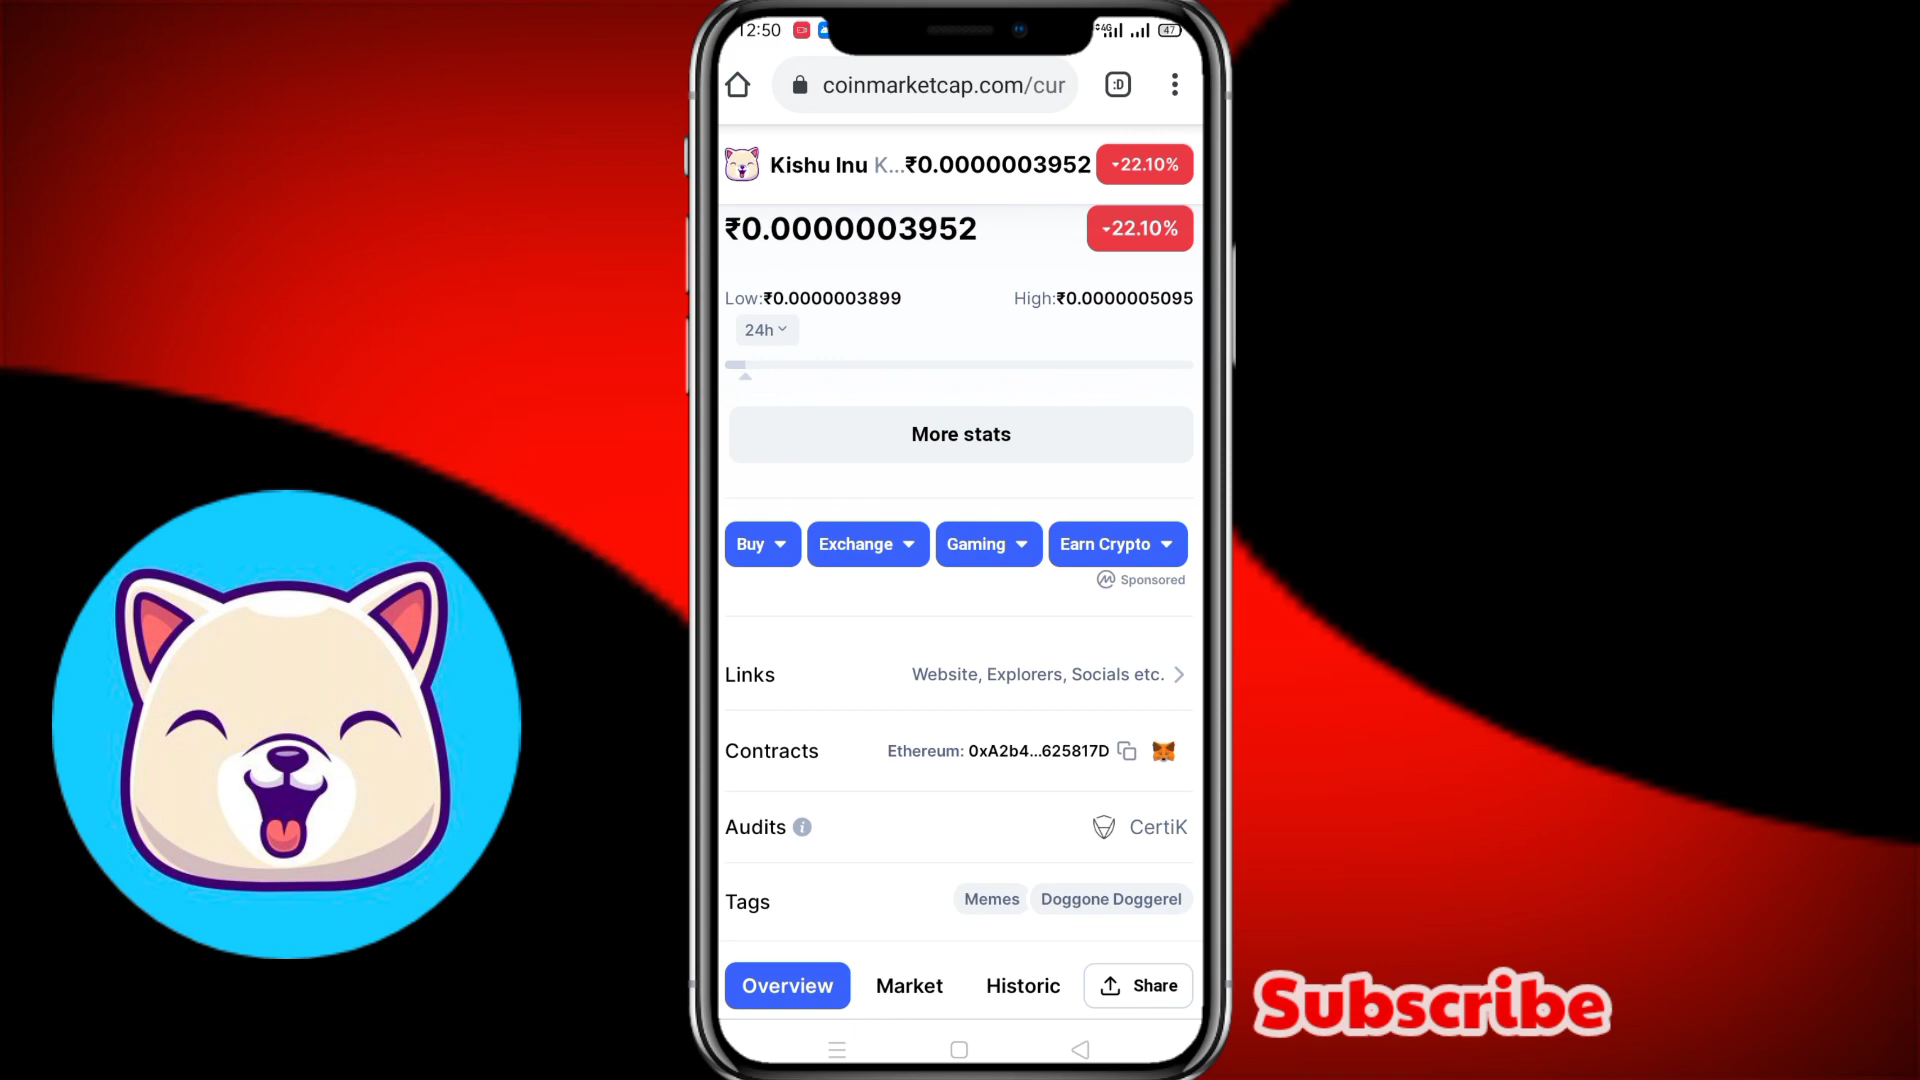 12:50 4G 47
coinmarketcap.com/cur :D
Kishu Inu K...₹0.0000003952 22.10%
₹0.0000003952 22.10%
Low:₹0.0000003899 High:₹0.0000005095
24h
More stats
Buy Exchange Gaming Earn Crypto
Sponsored
Links Website, Explorers, Socials etc.
Contracts Ethereum: 0xA2b4...625817D
Audits i CertiK
Tags Memes Doggone Doggerel
Overview Market Historic Share
Subscribe